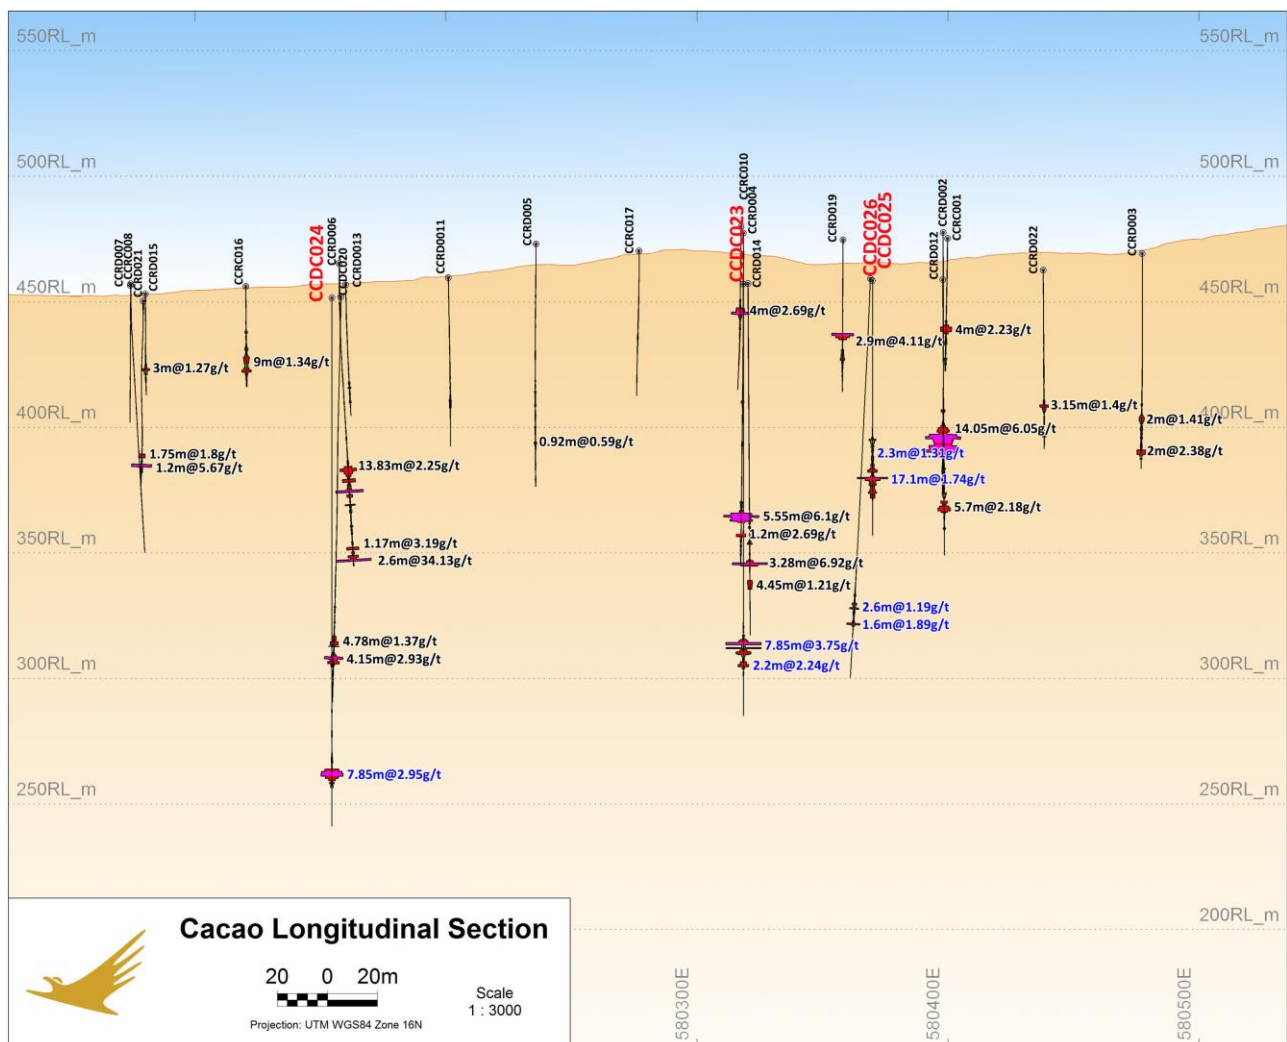 550RL_m
550RL_m
500RL_m
500RL_m
450RL_m
450RL_m
400RL_m
400RL_m
350RL_m
350RL_m
300RL_m
300RL_m
250RL_m
250RL_m
200RL_m
CCRD007
CCRC008
CCRD021
CCRD015
CCRC016
CCDC024
CCRD006
CCDC020
CCRD0013
CCRD0011
CCRD005
CCRC017
CCDC023
CCRC010
CCRD004
CCRD014
CCRD019
CCDC026
CCDC025
CCRD012
CCRD002
CCRC001
CCRD022
CCRD003
3m@1.27g/t
9m@1.34g/t
1.75m@1.8g/t
1.2m@5.67g/t
13.83m@2.25g/t
1.17m@3.19g/t
2.6m@34.13g/t
4.78m@1.37g/t
4.15m@2.93g/t
7.85m@2.95g/t
0.92m@0.59g/t
4m@2.69g/t
5.55m@6.1g/t
1.2m@2.69g/t
3.28m@6.92g/t
4.45m@1.21g/t
7.85m@3.75g/t
2.2m@2.24g/t
2.9m@4.11g/t
2.3m@1.31g/t
17.1m@1.74g/t
2.6m@1.19g/t
1.6m@1.89g/t
4m@2.23g/t
14.05m@6.05g/t
5.7m@2.18g/t
3.15m@1.4g/t
2m@1.41g/t
2m@2.38g/t
Cacao Longitudinal Section
20 0 20m
Scale
1 : 3000
Projection: UTM WGS84 Zone 16N
580300E
580400E
580500E